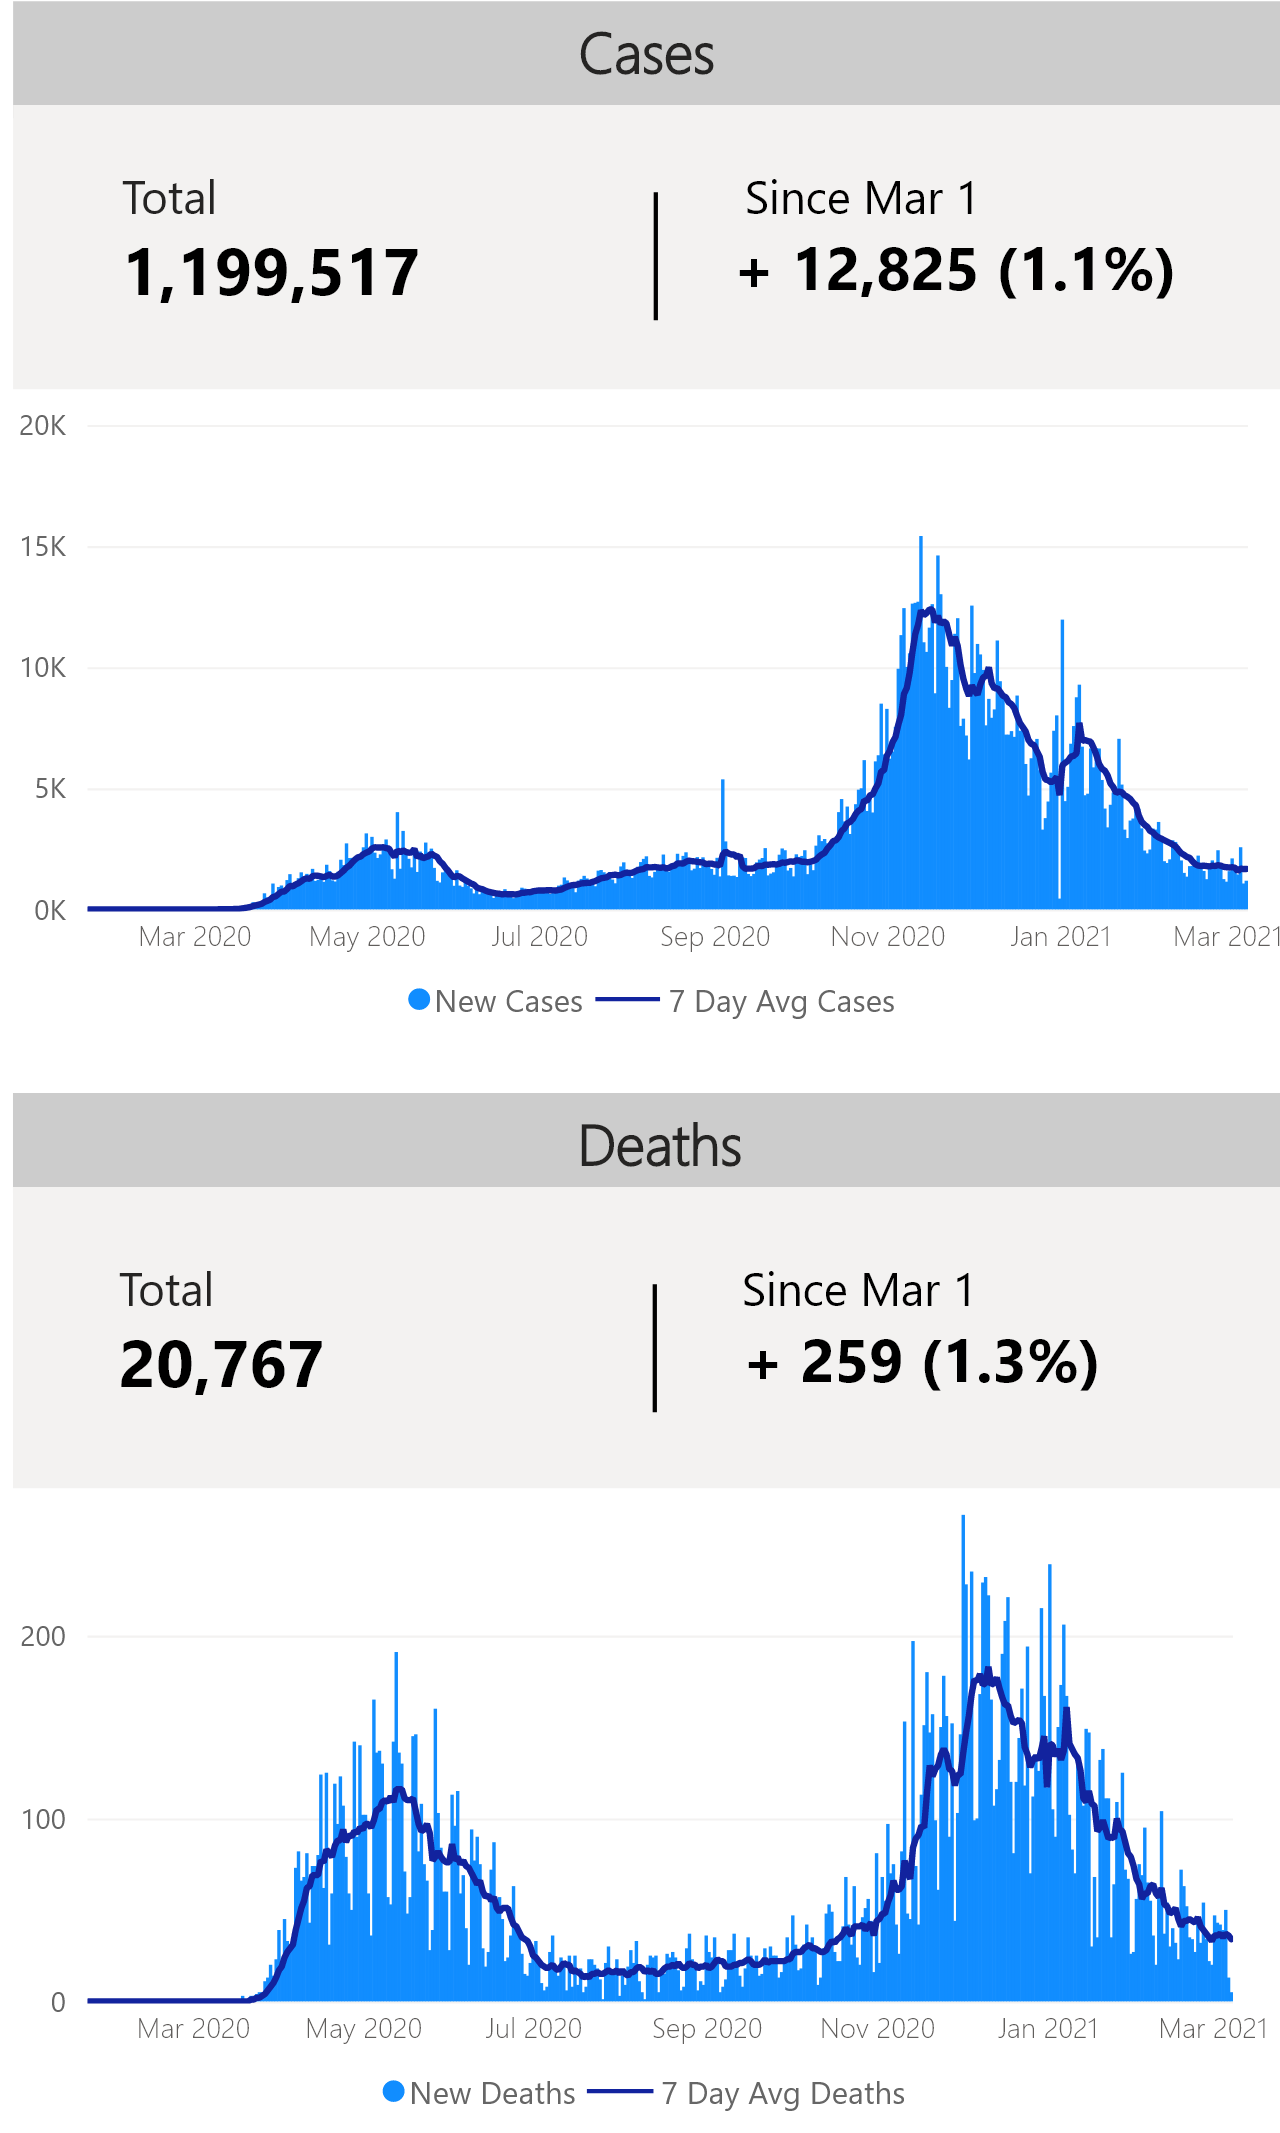 Cases
Total
Since Mar 1
1,199,517
+ 12,825 (1.1%)
20K
15K
10K
5K
0K
Mar 2020 May 2020 Jul 2020 Sep 2020 Nov 2020 Jan 2021 Mar 2021
New Cases 7 Day Avg Cases
Deaths
Total
Since Mar 1
20,767
+ 259 (1.3%)
200
100
0
Mar 2020 May 2020 Jul 2020 Sep 2020 Nov 2020 Jan 2021 Mar 2021
New Deaths 7 Day Avg Deaths